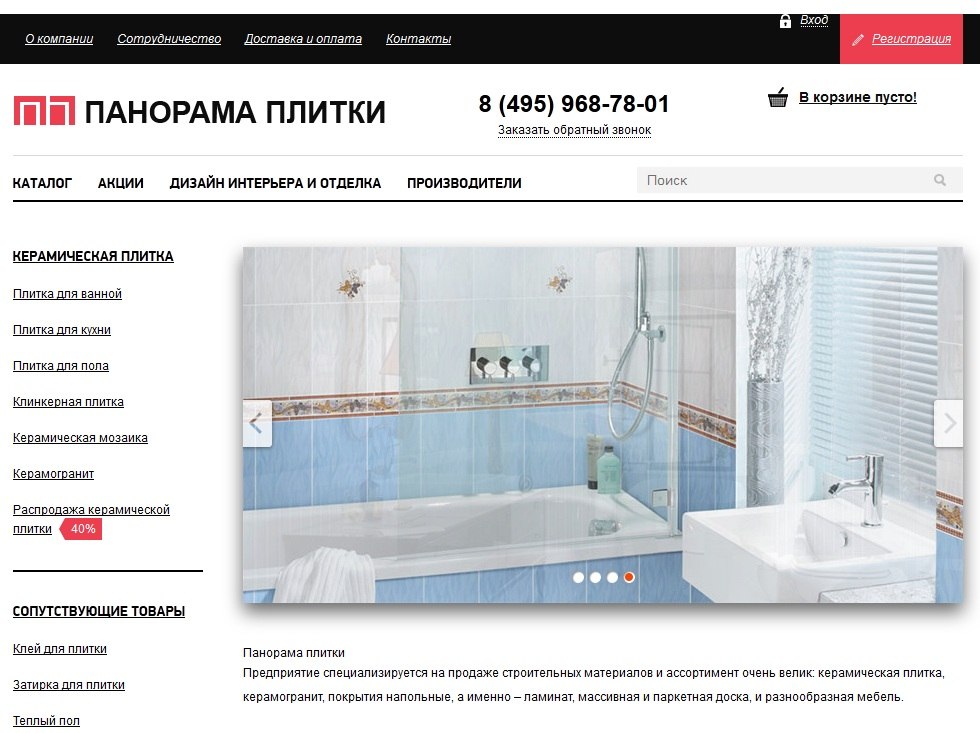 О компании Сотрудничество Доставка и оплата Контакты Вход Регистрация
ПАНОРАМА ПЛИТКИ
8 (495) 968-78-01
Заказать обратный звонок
В корзине пусто!
КАТАЛОГ АКЦИИ ДИЗАЙН ИНТЕРЬЕРА И ОТДЕЛКА ПРОИЗВОДИТЕЛИ Поиск
КЕРАМИЧЕСКАЯ ПЛИТКА
Плитка для ванной
Плитка для кухни
Плитка для пола
Клинкерная плитка
Керамическая мозаика
Керамогранит
Распродажа керамической
плитки 40%
СОПУТСТВУЮЩИЕ ТОВАРЫ
Клей для плитки
Затирка для плитки
Теплый пол
Панорама плитки
Предприятие специализируется на продаже строительных материалов и ассортимент очень велик: керамическая плитка,
керамогранит, покрытия напольные, а именно – ламинат, массивная и паркетная доска, и разнообразная мебель.